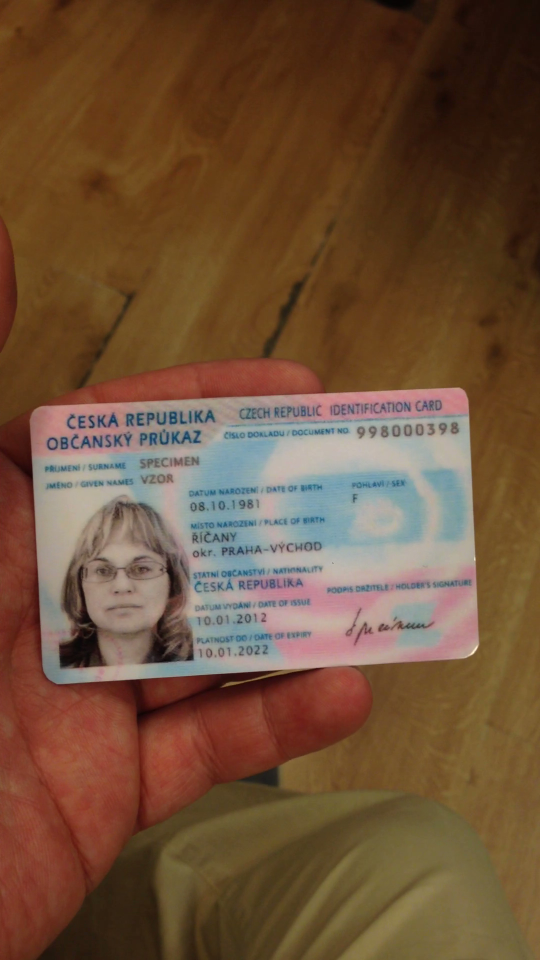 ČESKÁ REPUBLIKA
OBČANSKÝ PRŮKAZ
CZECH REPUBLIC IDENTIFICATION CARD
ČÍSLO DOKLADU / DOCUMENT NO. 998000398
PŘÍJMENÍ / SURNAME SPECIMEN
JMÉNO / GIVEN NAMES VZOR
DATUM NAROZENÍ / DATE OF BIRTH
08.10.1981
POHLAVÍ / SEX
F
MÍSTO NAROZENÍ / PLACE OF BIRTH
ŘÍČANY
okr. PRAHA-VÝCHOD
STÁTNÍ OBČANSTVÍ / NATIONALITY
ČESKÁ REPUBLIKA
DATUM VYDÁNÍ / DATE OF ISSUE
10.01.2012
PLATNOST DO / DATE OF EXPIRY
10.01.2022
PODPIS DRŽITELE / HOLDER'S SIGNATURE
Specimen